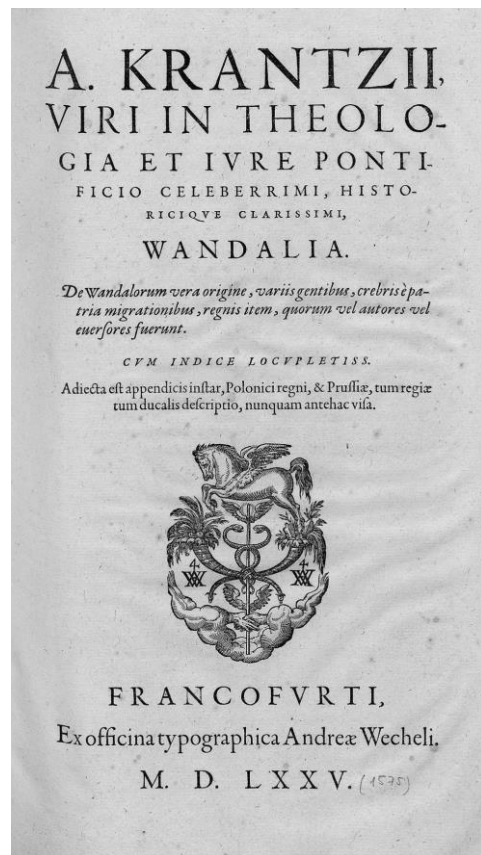 A. KRANTZII,
VIRI IN THEOLO-
GIA ET IVRE PONTI-
FICIO CELEBERRIMI, HISTO-
RICIQVE CLARISSIMI,
WANDALIA.
De Wandalorum vera origine, variis gentibus, crebris è pa-
tria migrationibus, regnis item, quorum vel autores vel
euersores fuerunt.
CVM INDICE LOCVPLETISS.
Adiecta est appendicis instar, Polonici regni, & Prussiæ, tum regiæ
tum ducalis descriptio, nunquam antehac visa.
FRANCOFVRTI,
Ex officina typographica Andreæ Wecheli.
M. D. LXXV. (1575)